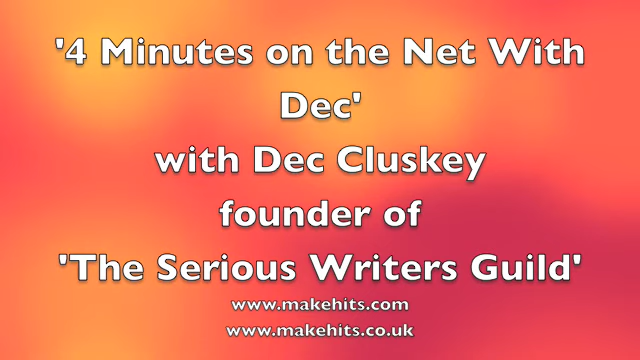 '4 Minutes on the Net With
Dec'
with Dec Cluskey
founder of
'The Serious Writers Guild'
www.makehits.com
www.makehits.co.uk